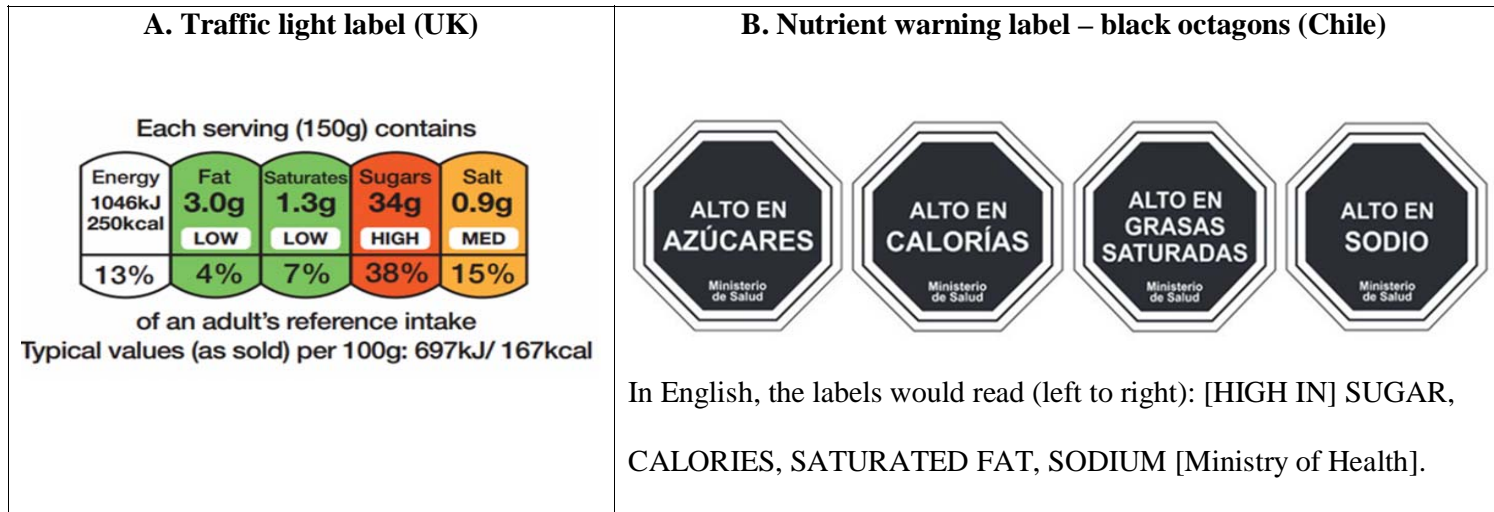 A. Traffic light label (UK)
Each serving (150g) contains
Energy
1046kJ
250kcal
13%
Fat
3.0g
LOW
4%
Saturates
1.3g
LOW
7%
Sugars
34g
HIGH
38%
Salt
0.9g
MED
15%
of an adult's reference intake
Typical values (as sold) per 100g: 697kJ/ 167kcal
B. Nutrient warning label – black octagons (Chile)
ALTO EN
AZÚCARES
Ministerio
de Salud
ALTO EN
CALORÍAS
Ministerio
de Salud
ALTO EN
GRASAS
SATURADAS
Ministerio
de Salud
ALTO EN
SODIO
Ministerio
de Salud
In English, the labels would read (left to right): [HIGH IN] SUGAR,
CALORIES, SATURATED FAT, SODIUM [Ministry of Health].